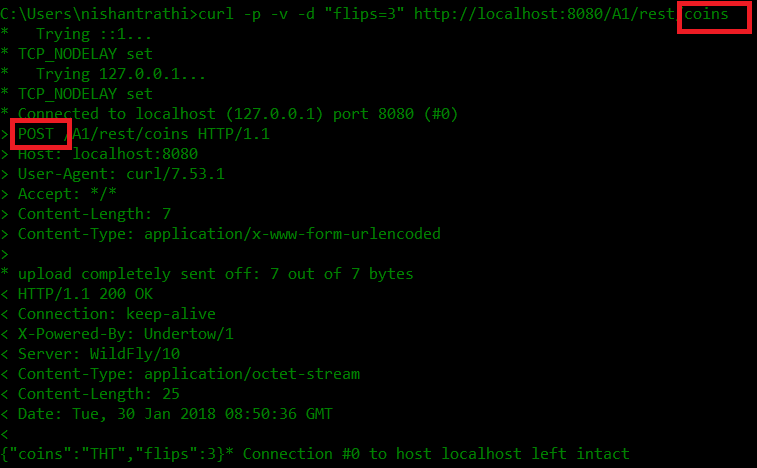 C:\Users\nishantrathi>curl -p -v -d "flips=3" http://localhost:8080/A1/rest/coins
*   Trying ::1...
* TCP_NODELAY set
*   Trying 127.0.0.1...
* TCP_NODELAY set
* Connected to localhost (127.0.0.1) port 8080 (#0)
> POST /A1/rest/coins HTTP/1.1
> Host: localhost:8080
> User-Agent: curl/7.53.1
> Accept: */*
> Content-Length: 7
> Content-Type: application/x-www-form-urlencoded
>
* upload completely sent off: 7 out of 7 bytes
< HTTP/1.1 200 OK
< Connection: keep-alive
< X-Powered-By: Undertow/1
< Server: WildFly/10
< Content-Type: application/octet-stream
< Content-Length: 25
< Date: Tue, 30 Jan 2018 08:50:36 GMT
<
{"coins":"THT","flips":3}* Connection #0 to host localhost left intact